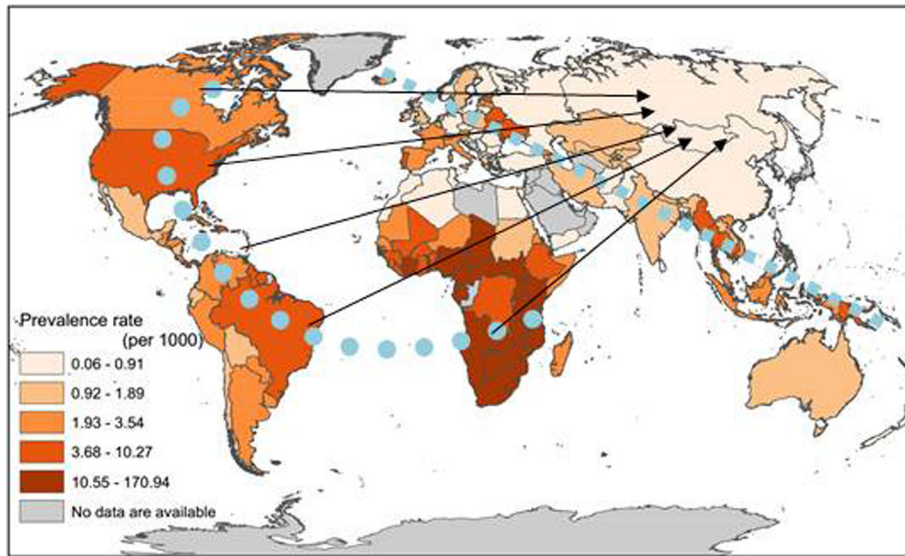 Prevalence rate
(per 1000)
0.06 - 0.91
0.92 - 1.89
1.93 - 3.54
3.68 - 10.27
10.55 - 170.94
No data are available